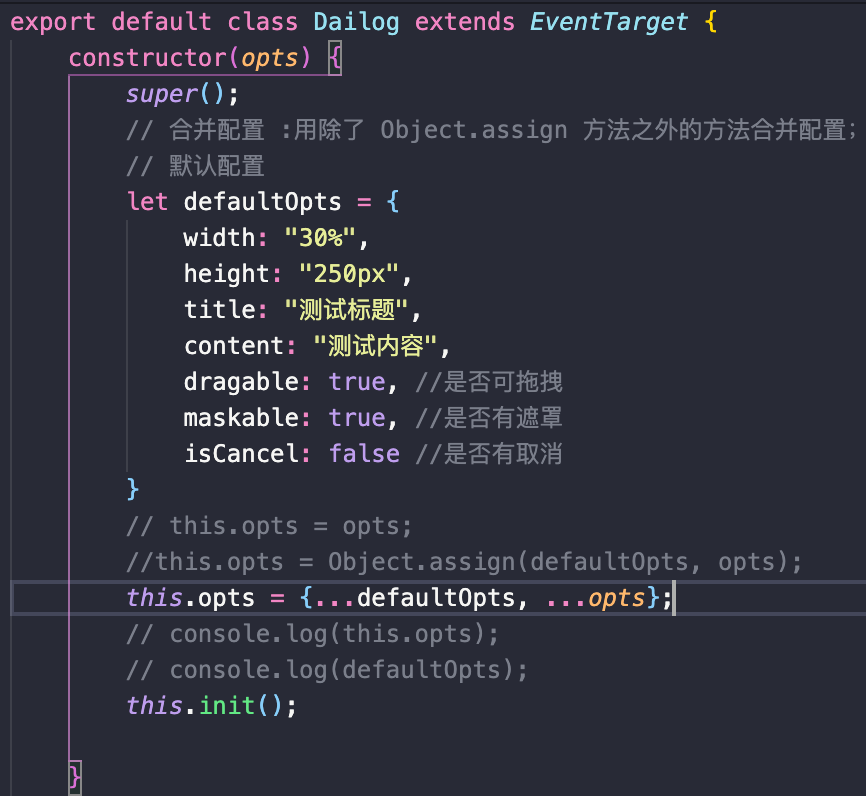 export default class Dailog extends EventTarget {
constructor(opts) {
super();
// 合并配置 :用除了 Object.assign 方法之外的方法合并配置;
// 默认配置
let defaultOpts = {
width: "30%",
height: "250px",
title: "测试标题",
content: "测试内容",
dragable: true, //是否可拖拽
maskable: true, //是否有遮罩
isCancel: false //是否有取消
}
// this.opts = opts;
//this.opts = Object.assign(defaultOpts, opts);
this.opts = {...defaultOpts, ...opts};
// console.log(this.opts);
// console.log(defaultOpts);
this.init();
}